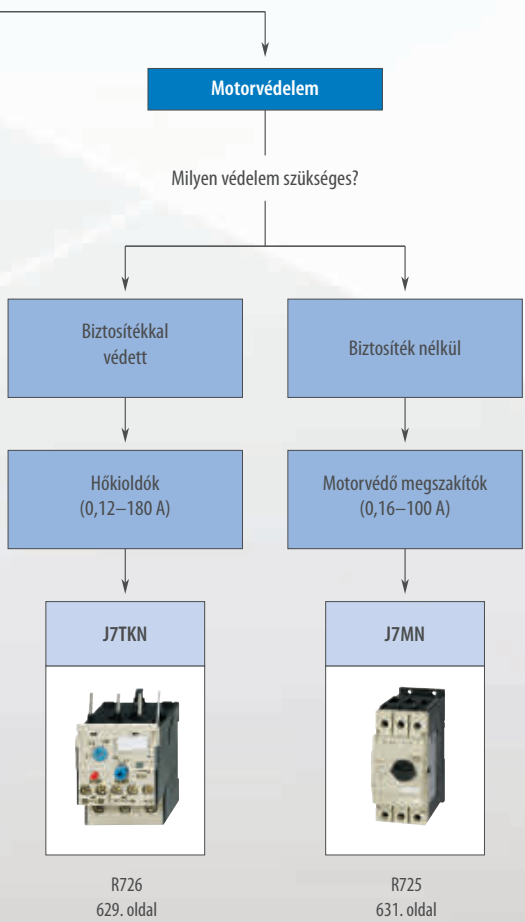 Motorvédelem
Milyen védelem szükséges?
Biztosítékkal
védett
Biztosíték nélkül
Hőkioldók
(0,12–180 A)
Motorvédő megszakítók
(0,16–100 A)
J7TKN
J7MN
R726
629. oldal
R725
631. oldal